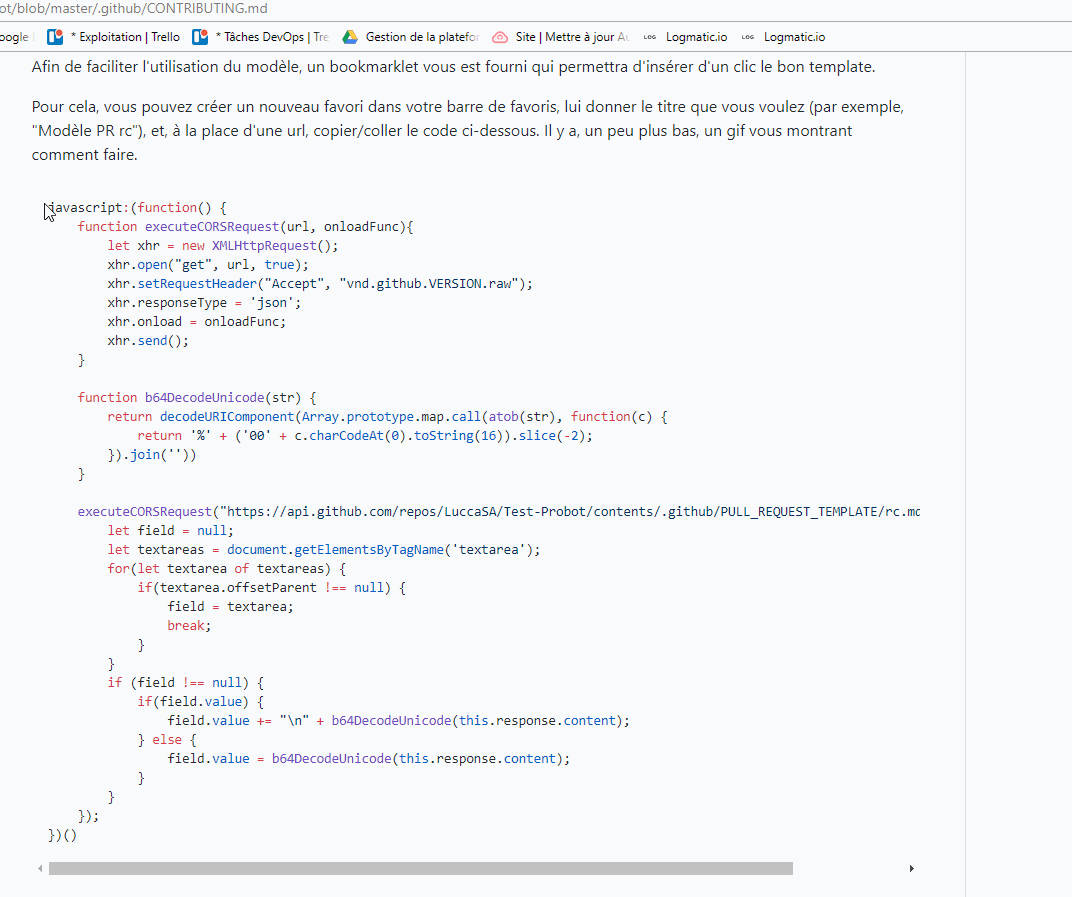 ot/blob/master/.github/CONTRIBUTING.md
oogle * Exploitation | Trello * Tâches DevOps | Tre Gestion de la platefor Site | Mettre à jour Au LOG Logmatic.io LOG Logmatic.io
Afin de faciliter l'utilisation du modèle, un bookmarklet vous est fourni qui permettra d'insérer d'un clic le bon template.
Pour cela, vous pouvez créer un nouveau favori dans votre barre de favoris, lui donner le titre que vous voulez (par exemple,
"Modèle PR rc"), et, à la place d'une url, copier/coller le code ci-dessous. Il y a, un peu plus bas, un gif vous montrant
comment faire.
javascript:(function() {
    function executeCORSRequest(url, onloadFunc){
        let xhr = new XMLHttpRequest();
        xhr.open("get", url, true);
        xhr.setRequestHeader("Accept", "vnd.github.VERSION.raw");
        xhr.responseType = 'json';
        xhr.onload = onloadFunc;
        xhr.send();
    }
    function b64DecodeUnicode(str) {
        return decodeURIComponent(Array.prototype.map.call(atob(str), function(c) {
            return '%' + ('00' + c.charCodeAt(0).toString(16)).slice(-2);
        }).join(''))
    }
    executeCORSRequest("https://api.github.com/repos/LuccaSA/Test-Probot/contents/.github/PULL_REQUEST_TEMPLATE/rc.mc
        let field = null;
        let textareas = document.getElementsByTagName('textarea');
        for(let textarea of textareas) {
            if(textarea.offsetParent !== null) {
                field = textarea;
                break;
            }
        }
        if (field !== null) {
            if(field.value) {
                field.value += "\n" + b64DecodeUnicode(this.response.content);
            } else {
                field.value = b64DecodeUnicode(this.response.content);
            }
        }
    });
})()